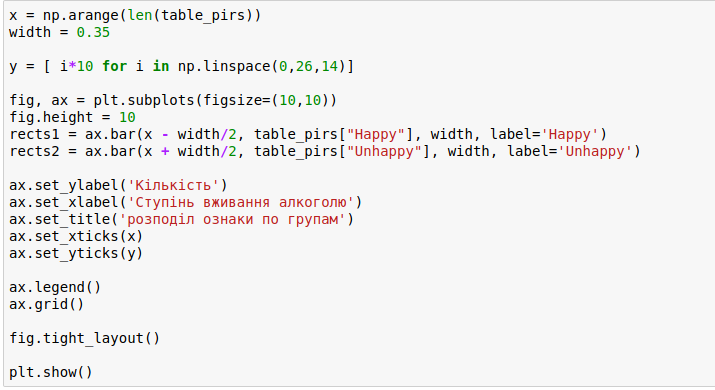 x = np.arange(len(table_pirs))
width = 0.35
y = [ i*10 for i in np.linspace(0,26,14)]
fig, ax = plt.subplots(figsize=(10,10))
fig.height = 10
rects1 = ax.bar(x - width/2, table_pirs["Happy"], width, label='Happy')
rects2 = ax.bar(x + width/2, table_pirs["Unhappy"], width, label='Unhappy')
ax.set_ylabel('Кількість')
ax.set_xlabel('Ступінь вживання алкоголю')
ax.set_title('розподіл ознаки по групам')
ax.set_xticks(x)
ax.set_yticks(y)
ax.legend()
ax.grid()
fig.tight_layout()
plt.show()